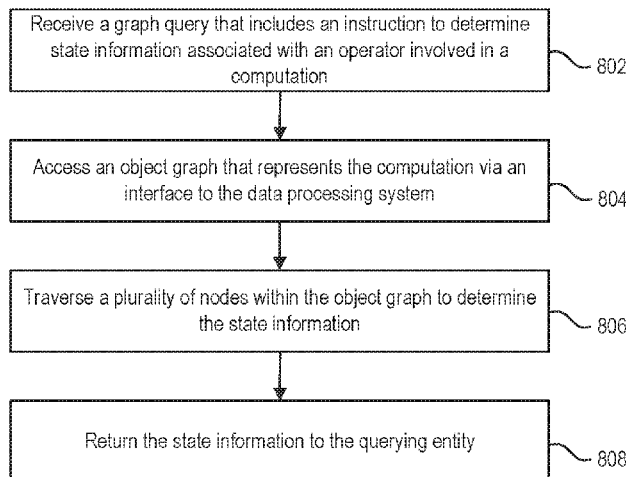 Receive a graph query that includes an instruction to determine
state information associated with an operator involved in a
computation
802
Access an object graph that represents the computation via an
interface to the data processing system
804
Traverse a plurality of nodes within the object graph to determine
the state information
806
Return the state information to the querying entity
808